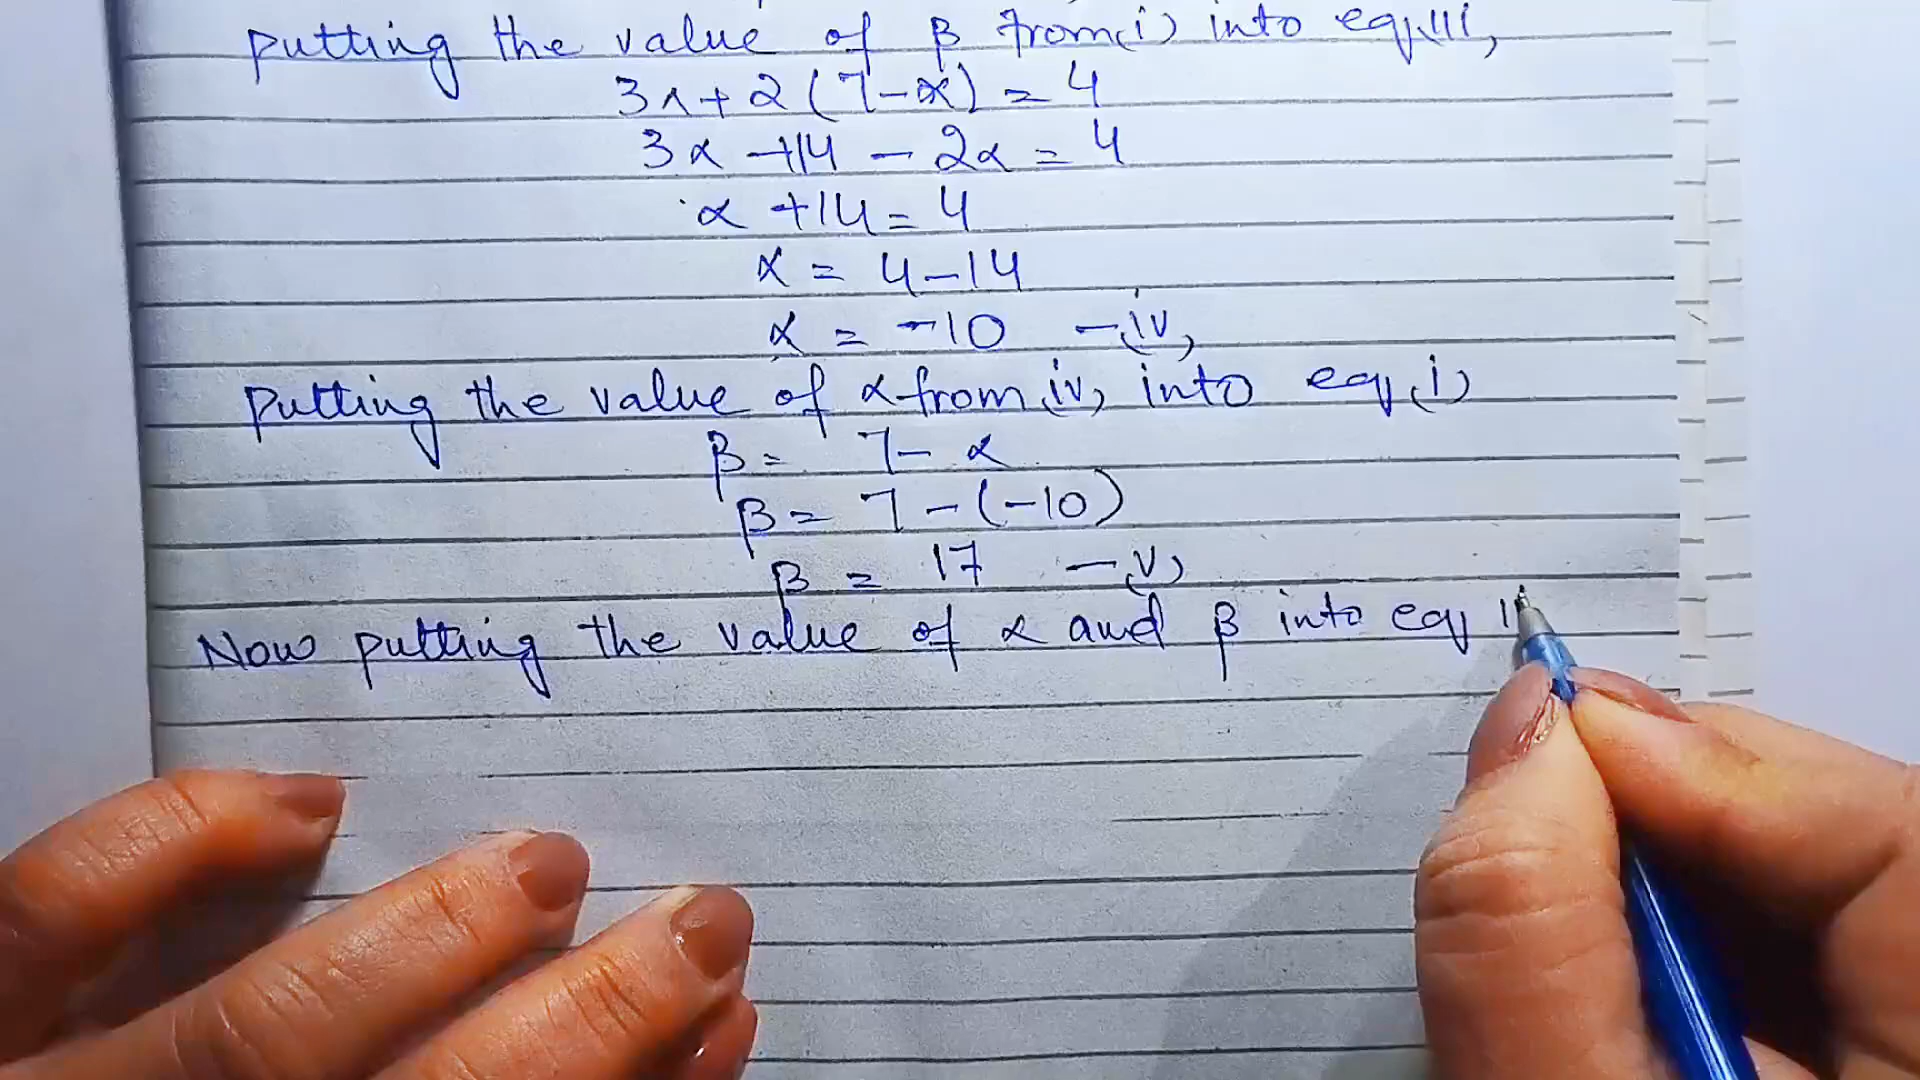 putting the value of β from (i) into eq (iii)
3α + 2(7-α) = 4
3α + 14 - 2α = 4
α + 14 = 4
α = 4 - 14
α = -10 - (iv)
putting the value of α from (iv) into eq (i)
β = 7 - α
β = 7 - (-10)
β = 17 - (v)
Now putting the value of α and β into eq 11